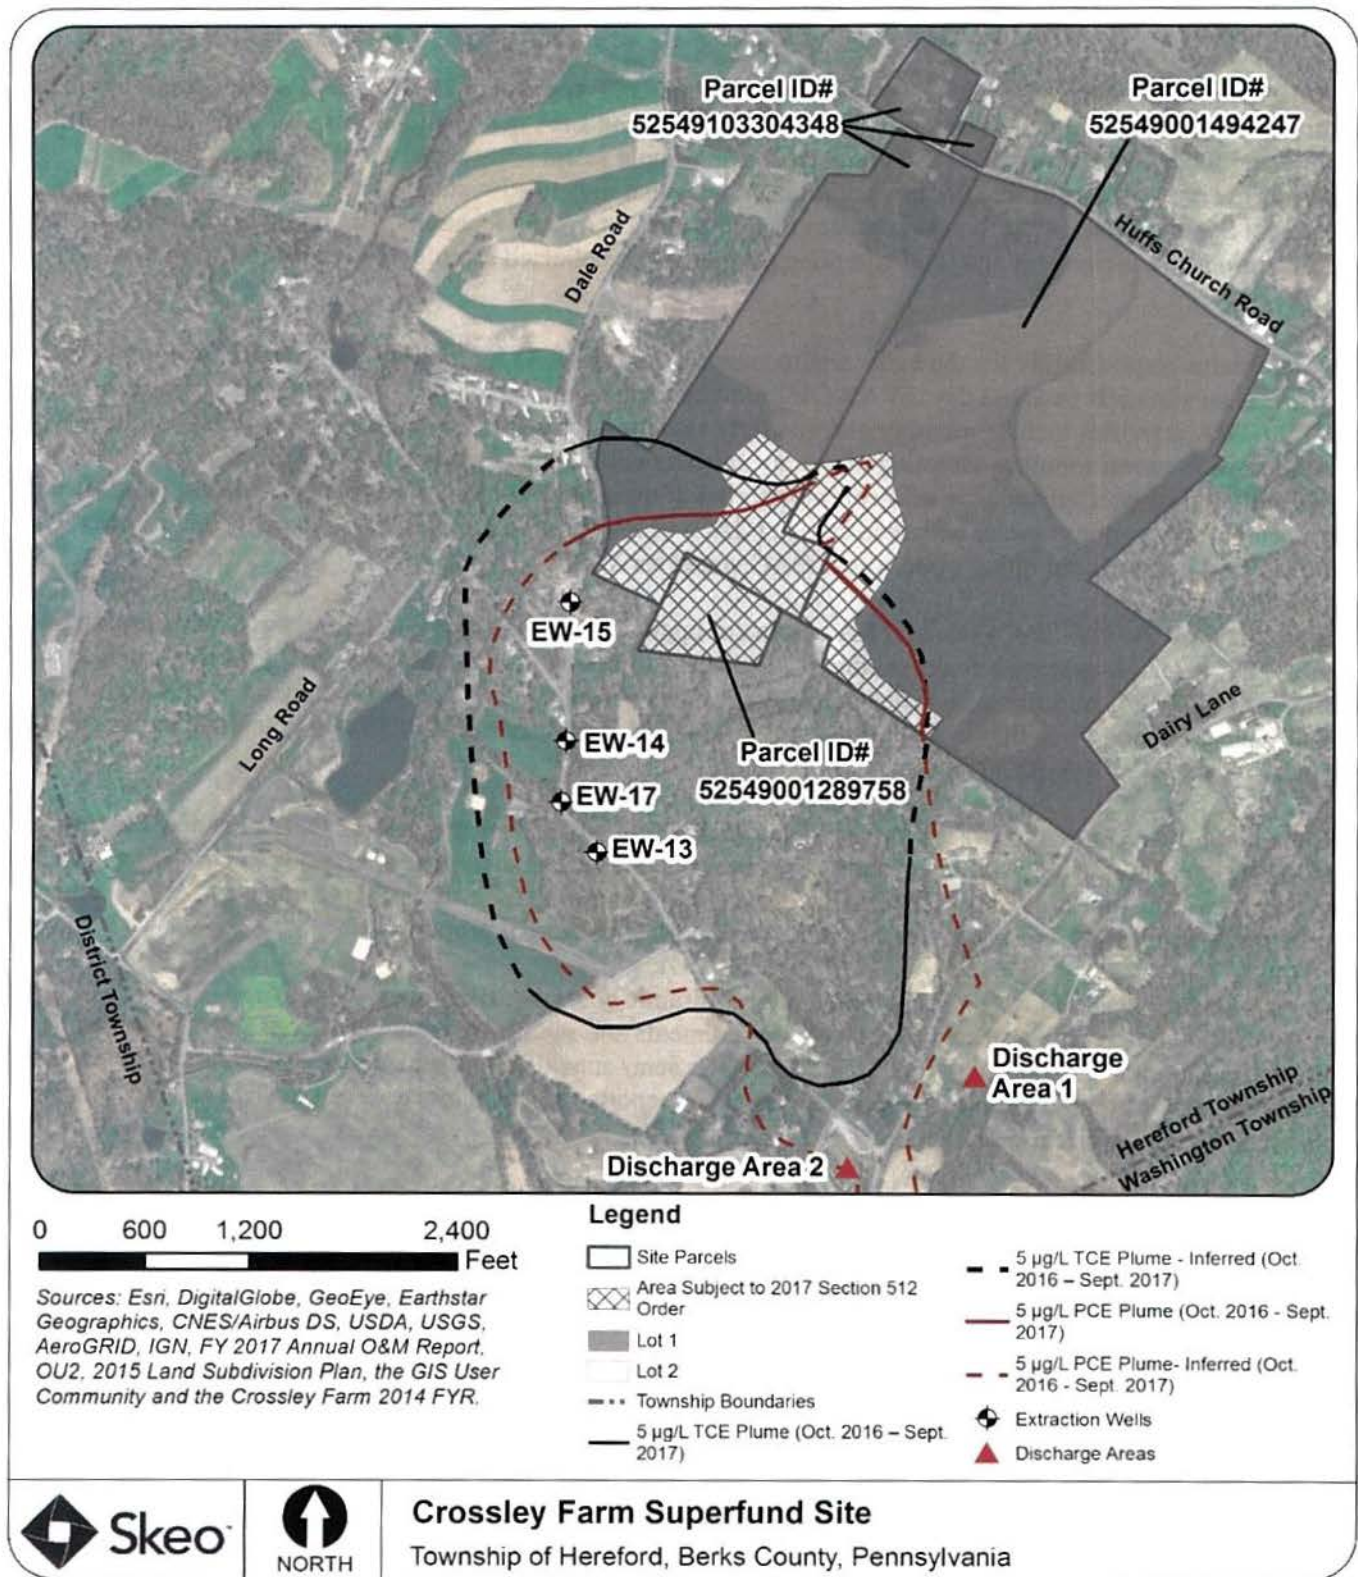 Parcel ID#
52549103304348
Parcel ID#
52549001494247
Huffs Church Road
Dale Road
EW-15
Long Road
EW-14
Parcel ID#
52549001289758
Dairy Lane
EW-17
EW-13
District Township
Discharge
Area 1
Hereford Township
Washington Township
Discharge Area 2
0 600 1,200 2,400
Feet
Sources: Esri, DigitalGlobe, GeoEye, Earthstar
Geographics, CNES/Airbus DS, USDA, USGS,
AeroGRID, IGN, FY 2017 Annual O&M Report,
OU2, 2015 Land Subdivision Plan, the GIS User
Community and the Crossley Farm 2014 FYR.
Legend
Site Parcels
Area Subject to 2017 Section 512
Order
Lot 1
Lot 2
Township Boundaries
5 µg/L TCE Plume (Oct. 2016 – Sept.
2017)
5 µg/L TCE Plume - Inferred (Oct.
2016 – Sept. 2017)
5 µg/L PCE Plume (Oct. 2016 - Sept.
2017)
5 µg/L PCE Plume- Inferred (Oct.
2016 - Sept. 2017)
Extraction Wells
Discharge Areas
Skeo
NORTH
Crossley Farm Superfund Site
Township of Hereford, Berks County, Pennsylvania